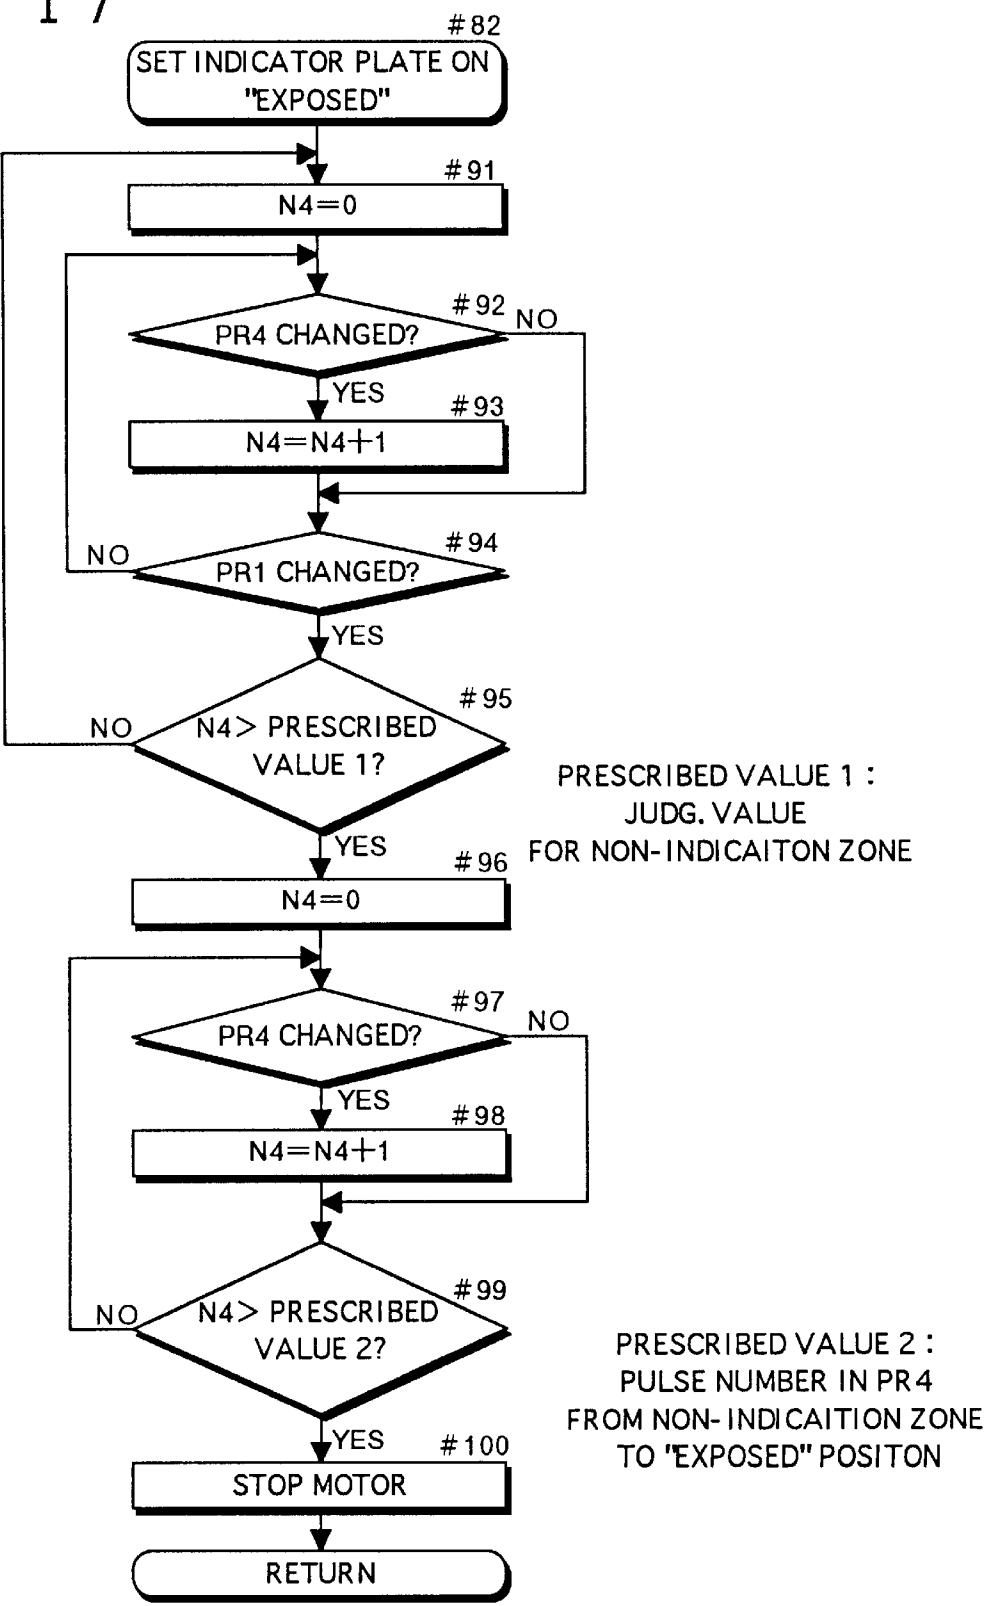 17
#82
SET INDICATOR PLATE ON
"EXPOSED"
#91
N4=0
#92
PR4 CHANGED?
NO
YES
#93
N4=N4+1
#94
PR1 CHANGED?
NO
YES
#95
N4> PRESCRIBED
VALUE 1?
NO
YES
PRESCRIBED VALUE 1 :
JUDG. VALUE
FOR NON-INDICAITON ZONE
#96
N4=0
#97
PR4 CHANGED?
NO
YES
#98
N4=N4+1
#99
N4> PRESCRIBED
VALUE 2?
NO
YES
PRESCRIBED VALUE 2 :
PULSE NUMBER IN PR4
FROM NON-INDICAITION ZONE
TO "EXPOSED" POSITON
#100
STOP MOTOR
RETURN